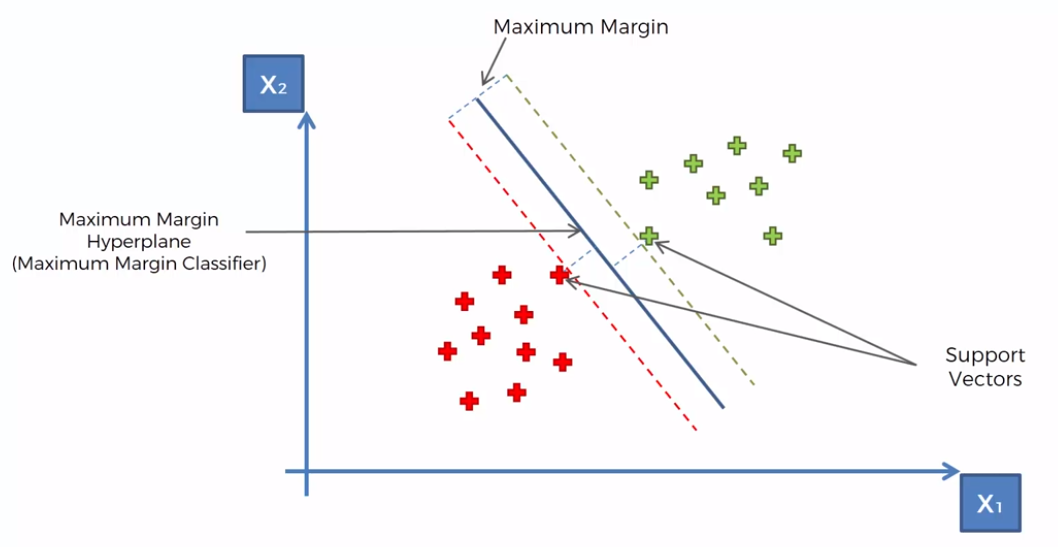 Maximum Margin
X₂
Maximum Margin
Hyperplane
(Maximum Margin Classifier)
Support
Vectors
X₁